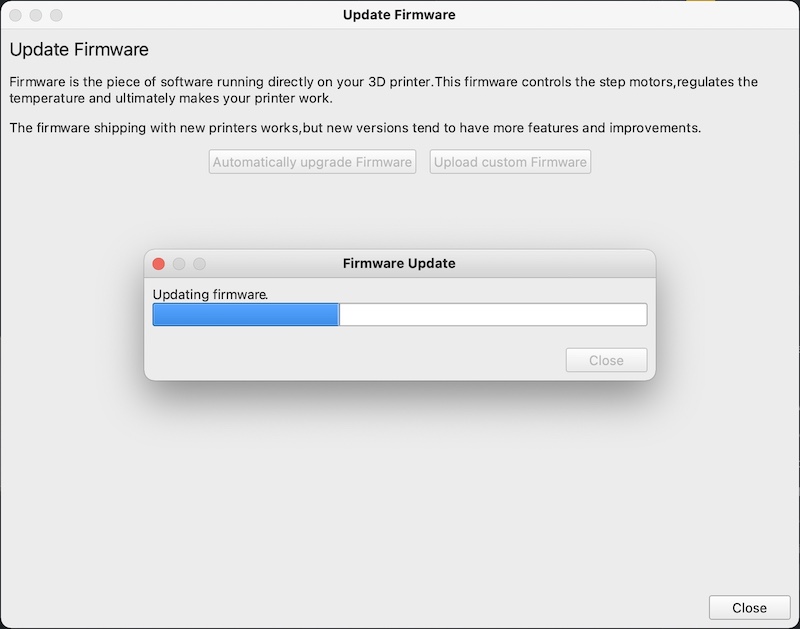 Update Firmware
Update Firmware
Firmware is the piece of software running directly on your 3D printer.This firmware controls the step motors,regulates the
temperature and ultimately makes your printer work.
The firmware shipping with new printers works,but new versions tend to have more features and improvements.
Automatically upgrade Firmware Upload custom Firmware
Firmware Update
Updating firmware.
Close
Close